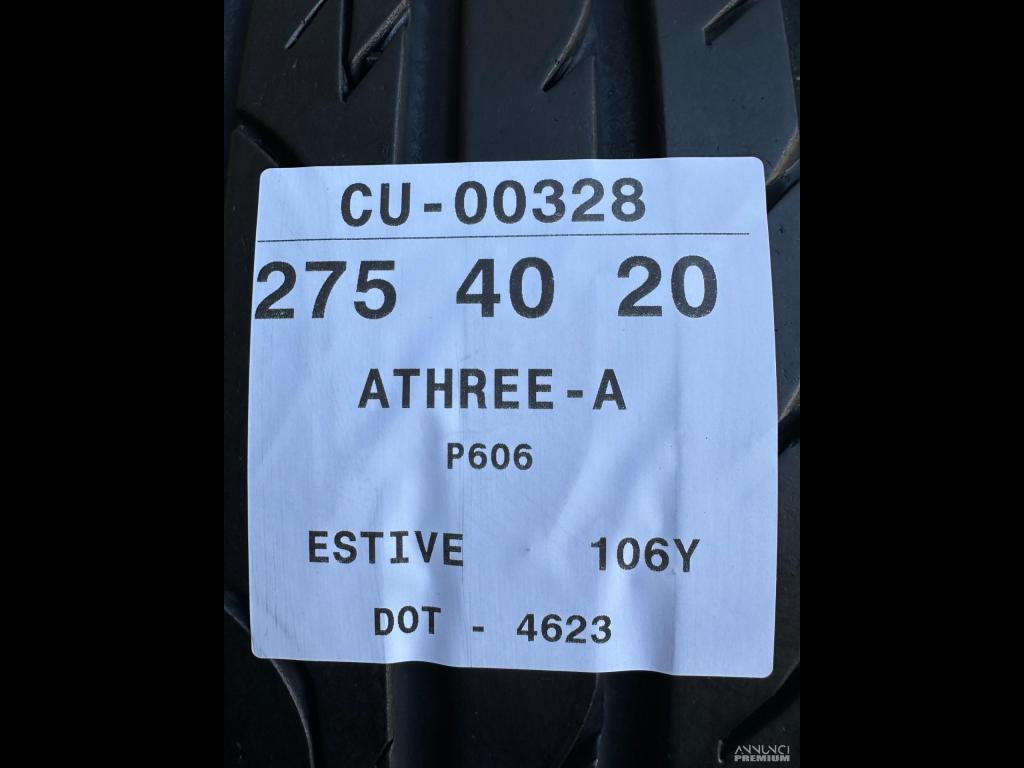 CU-00328
275 40 20
ATHREE-A
P606
ESTIVE 106Y
DOT - 4623
ANNUNCI
PREMIUM